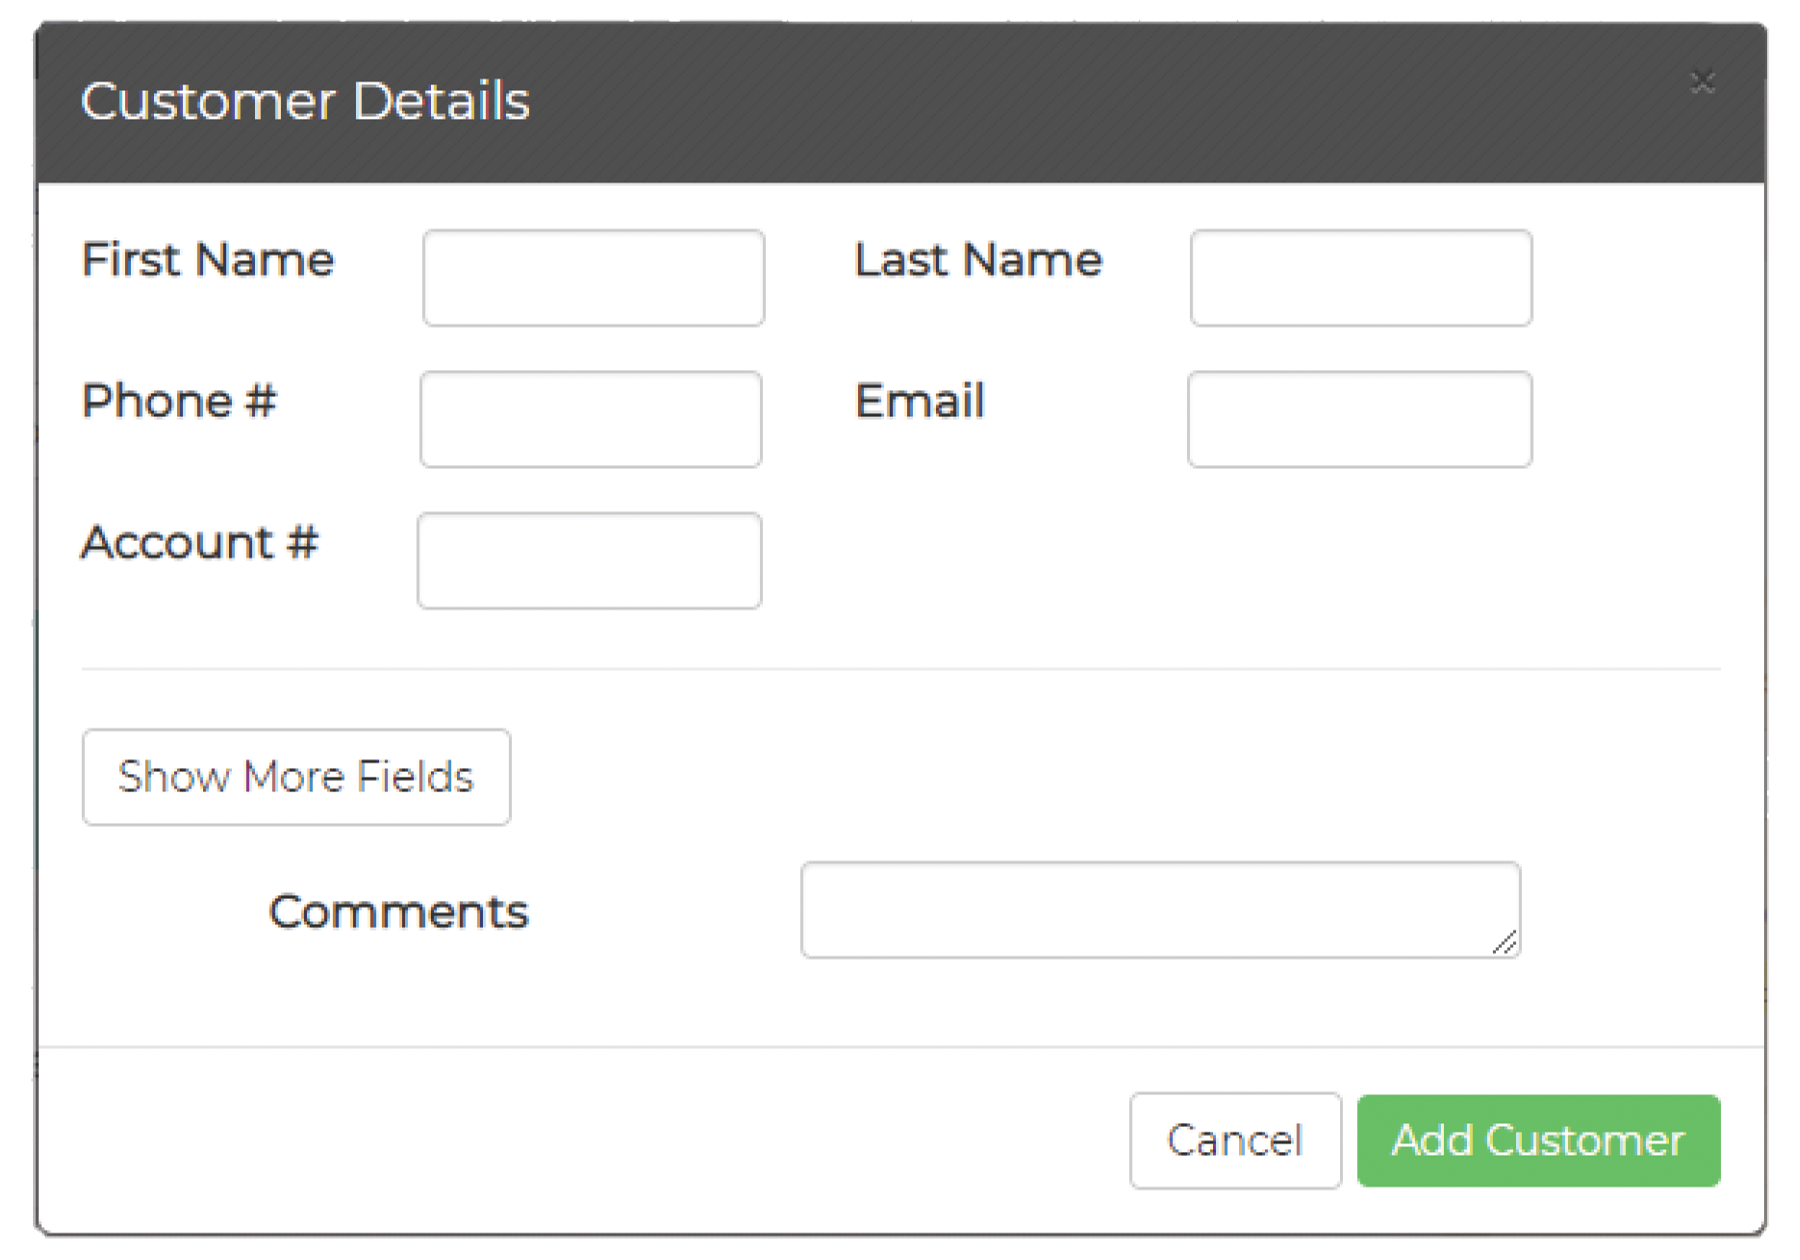 Customer Details
×
First Name
Last Name
Phone #
Email
Account #
Show More Fields
Comments
Cancel
Add Customer